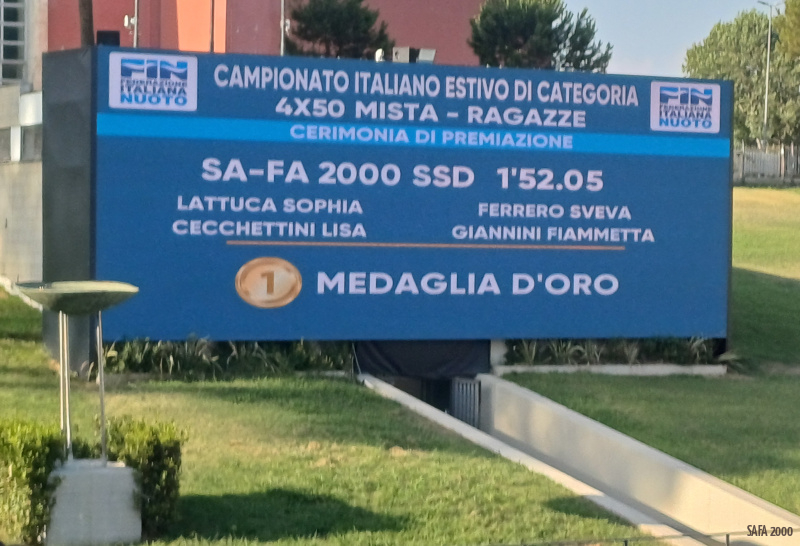 FIN
FEDERAZIONE
ITALIANA
NUOTO
CAMPIONATO ITALIANO ESTIVO DI CATEGORIA
4X50 MISTA - RAGAZZE
FIN
FEDERAZIONE
ITALIANA
NUOTO
CERIMONIA DI PREMIAZIONE
SA-FA 2000 SSD 1'52.05
LATTUCA SOPHIA FERRERO SVEVA
CECCHETTINI LISA GIANNINI FIAMMETTA
1 MEDAGLIA D'ORO
SAFA 2000